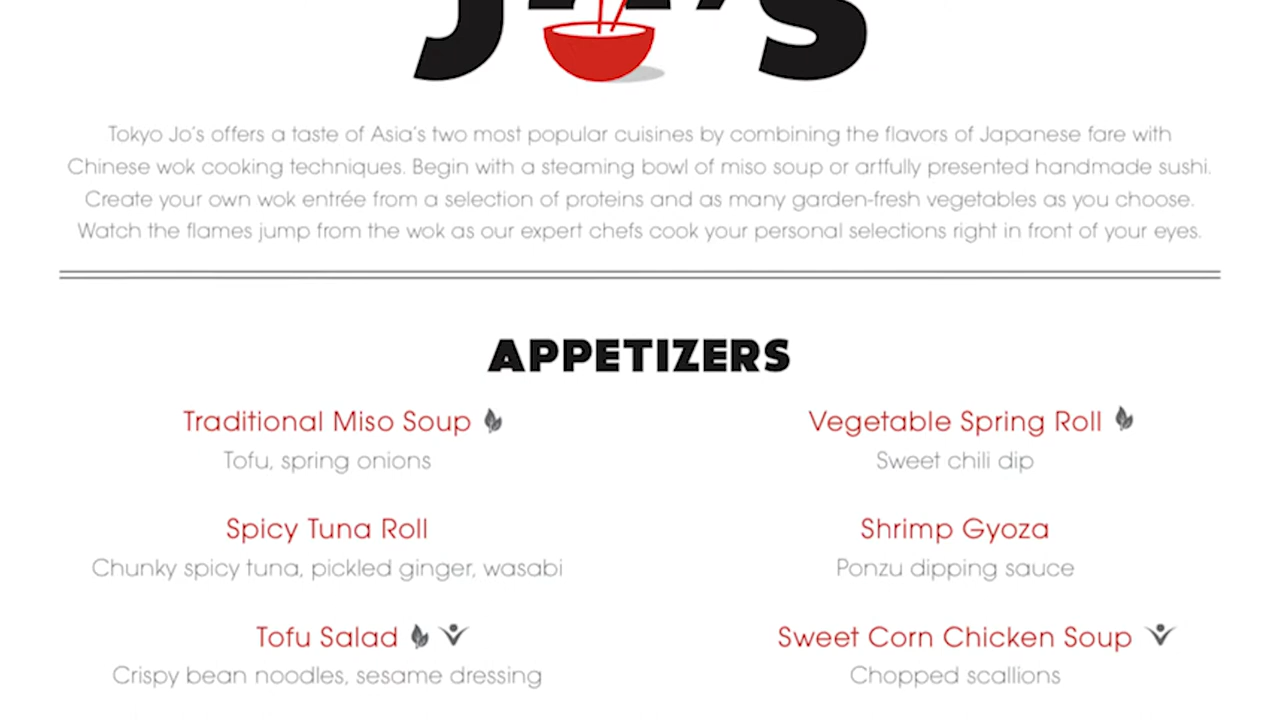 Jo's
Tokyo Jo's offers a taste of Asia's two most popular cuisines by combining the flavors of Japanese fare with
Chinese wok cooking techniques. Begin with a steaming bowl of miso soup or artfully presented handmade sushi.
Create your own wok entrée from a selection of proteins and as many garden-fresh vegetables as you choose.
Watch the flames jump from the wok as our expert chefs cook your personal selections right in front of your eyes.
APPETIZERS
Traditional Miso Soup
Tofu, spring onions
Vegetable Spring Roll
Sweet chili dip
Spicy Tuna Roll
Chunky spicy tuna, pickled ginger, wasabi
Shrimp Gyoza
Ponzu dipping sauce
Tofu Salad
Crispy bean noodles, sesame dressing
Sweet Corn Chicken Soup
Chopped scallions